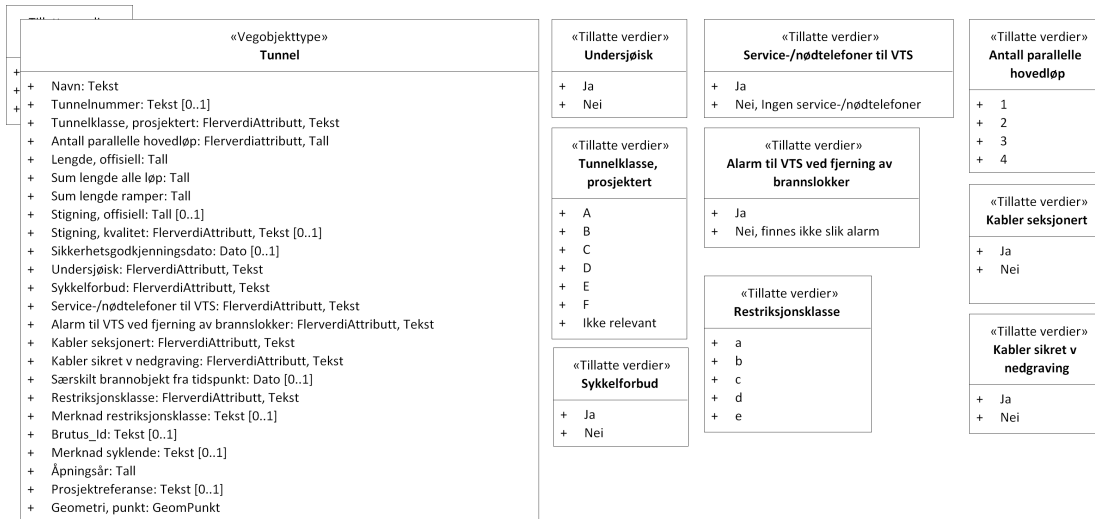 «Vegobjekttype»
Tunnel
+ Navn: Tekst
+ Tunnelnummer: Tekst [0..1]
+ Tunnelklasse, prosjektert: FlerverdiAttributt, Tekst
+ Antall parallelle hovedløp: Flerverdiattributt, Tall
+ Lengde, offisiell: Tall
+ Sum lengde alle løp: Tall
+ Sum lengde ramper: Tall
+ Stigning, offisiell: Tall [0..1]
+ Stigning, kvalitet: FlerverdiAttributt, Tekst [0..1]
+ Sikkerhetsgodkjenningsdato: Dato [0..1]
+ Undersjøisk: FlerverdiAttributt, Tekst
+ Sykkelforbud: FlerverdiAttributt, Tekst
+ Service-/nødtelefoner til VTS: FlerverdiAttributt, Tekst
+ Alarm til VTS ved fjerning av brannslokker: FlerverdiAttributt, Tekst
+ Kabler seksjonert: FlerverdiAttributt, Tekst
+ Kabler sikret v nedgraving: FlerverdiAttributt, Tekst
+ Særskilt brannobjekt fra tidspunkt: Dato [0..1]
+ Restriksjonsklasse: FlerverdiAttributt, Tekst
+ Merknad restriksjonsklasse: Tekst [0..1]
+ Brutus_Id: Tekst [0..1]
+ Merknad syklende: Tekst [0..1]
+ Åpningsår: Tall
+ Prosjektreferanse: Tekst [0..1]
+ Geometri, punkt: GeomPunkt
«Tillatte verdier»
Undersjøisk
+ Ja
+ Nei
«Tillatte verdier»
Tunnelklasse,
prosjektert
+ A
+ B
+ C
+ D
+ E
+ F
+ Ikke relevant
«Tillatte verdier»
Sykkelforbud
+ Ja
+ Nei
«Tillatte verdier»
Service-/nødtelefoner til VTS
+ Ja
+ Nei, Ingen service-/nødtelefoner
«Tillatte verdier»
Alarm til VTS ved fjerning av
brannslokker
+ Ja
+ Nei, finnes ikke slik alarm
«Tillatte verdier»
Restriksjonsklasse
+ a
+ b
+ c
+ d
+ e
«Tillatte verdier»
Antall parallelle
hovedløp
+ 1
+ 2
+ 3
+ 4
«Tillatte verdier»
Kabler seksjonert
+ Ja
+ Nei
«Tillatte verdier»
Kabler sikret v
nedgraving
+ Ja
+ Nei